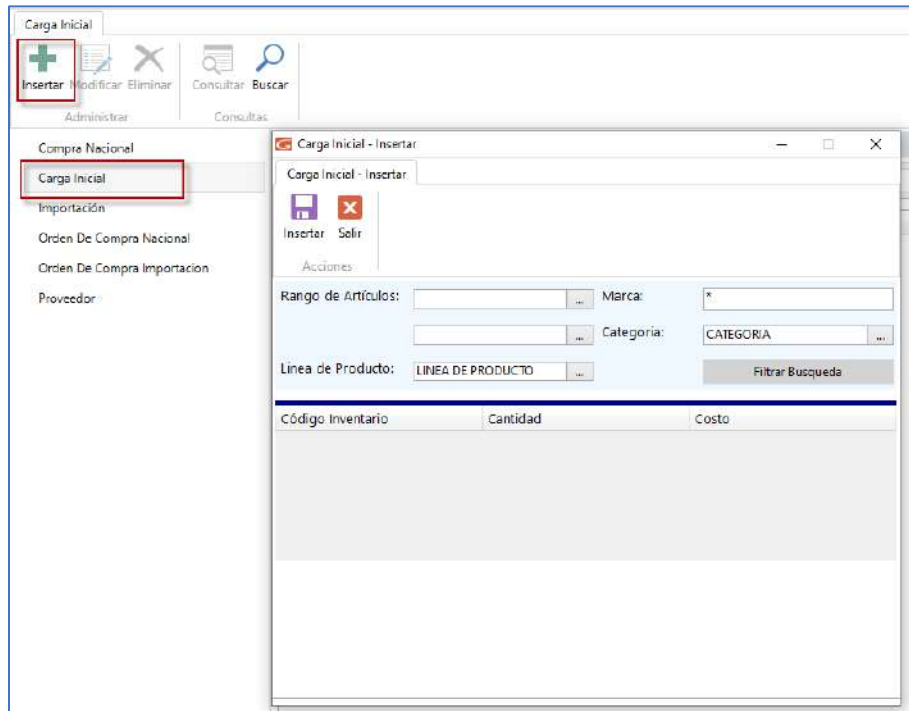 Carga Inicial
Insertar Modificar Eliminar Consultar Buscar
Administrar Consultas
Compra Nacional
Carga Inicial
Importación
Orden De Compra Nacional
Orden De Compra Importacion
Proveedor
Carga Inicial - Insertar
Carga Inicial - Insertar
Insertar Salir
Acciones
Rango de Artículos: ... Marca: *
... Categoria: CATEGORIA ...
Linea de Producto: LINEA DE PRODUCTO ... Filtrar Busqueda
Código Inventario Cantidad Costo